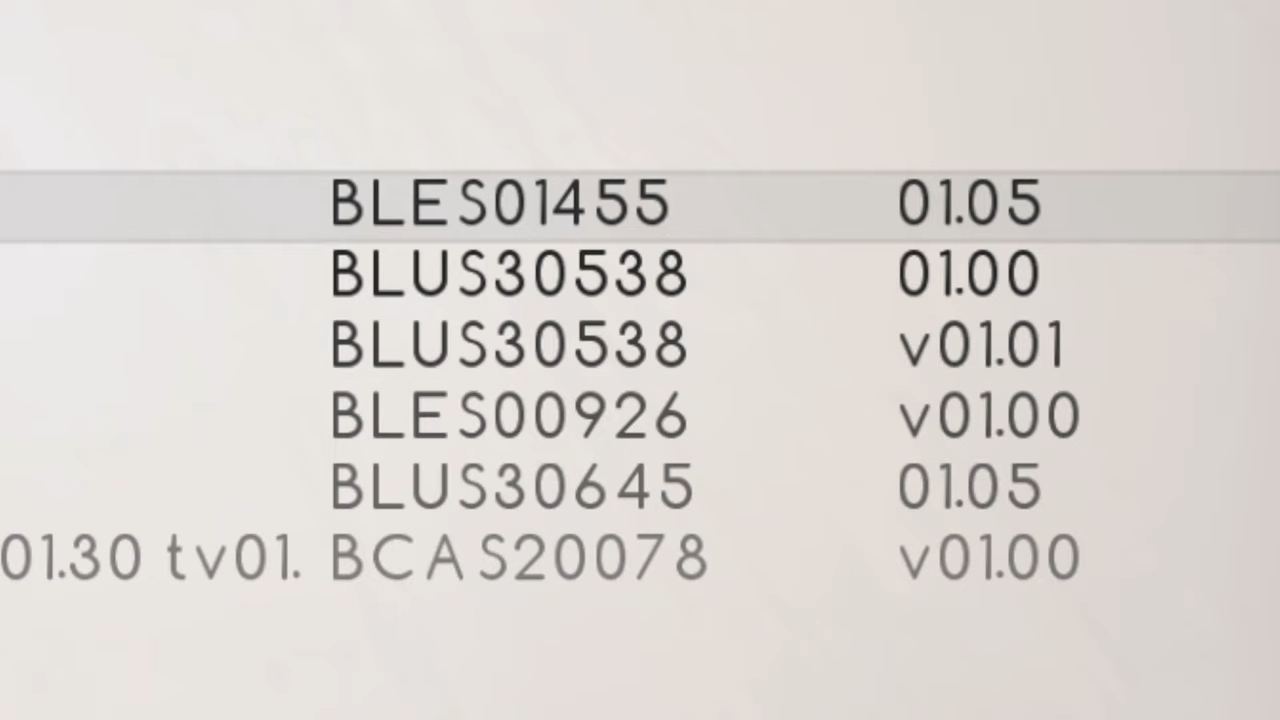 BLES01455 01.05
BLUS30538 01.00
BLUS30538 v01.01
BLES00926 v01.00
BLUS30645 01.05
01.30 tv01. BCAS20078 v01.00